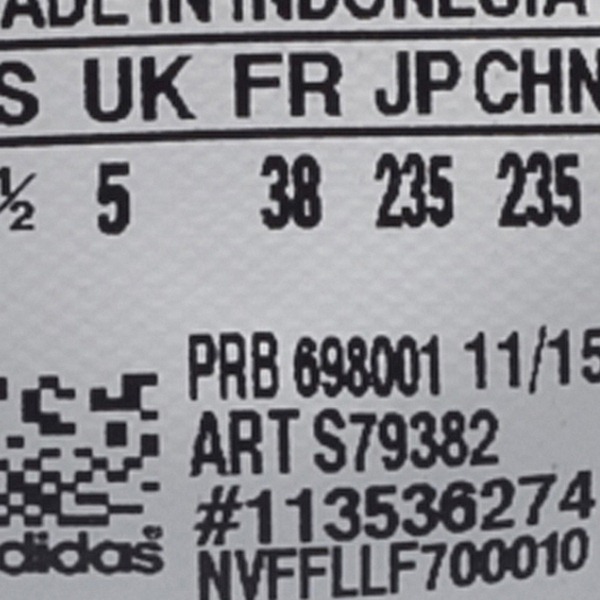 MADE IN INDONESIA
S UK FR JP CHN
½ 5 38 235 235
PRB 698001 11/15
ART S79382
#113536274
adidas®
NVFFLLF700010